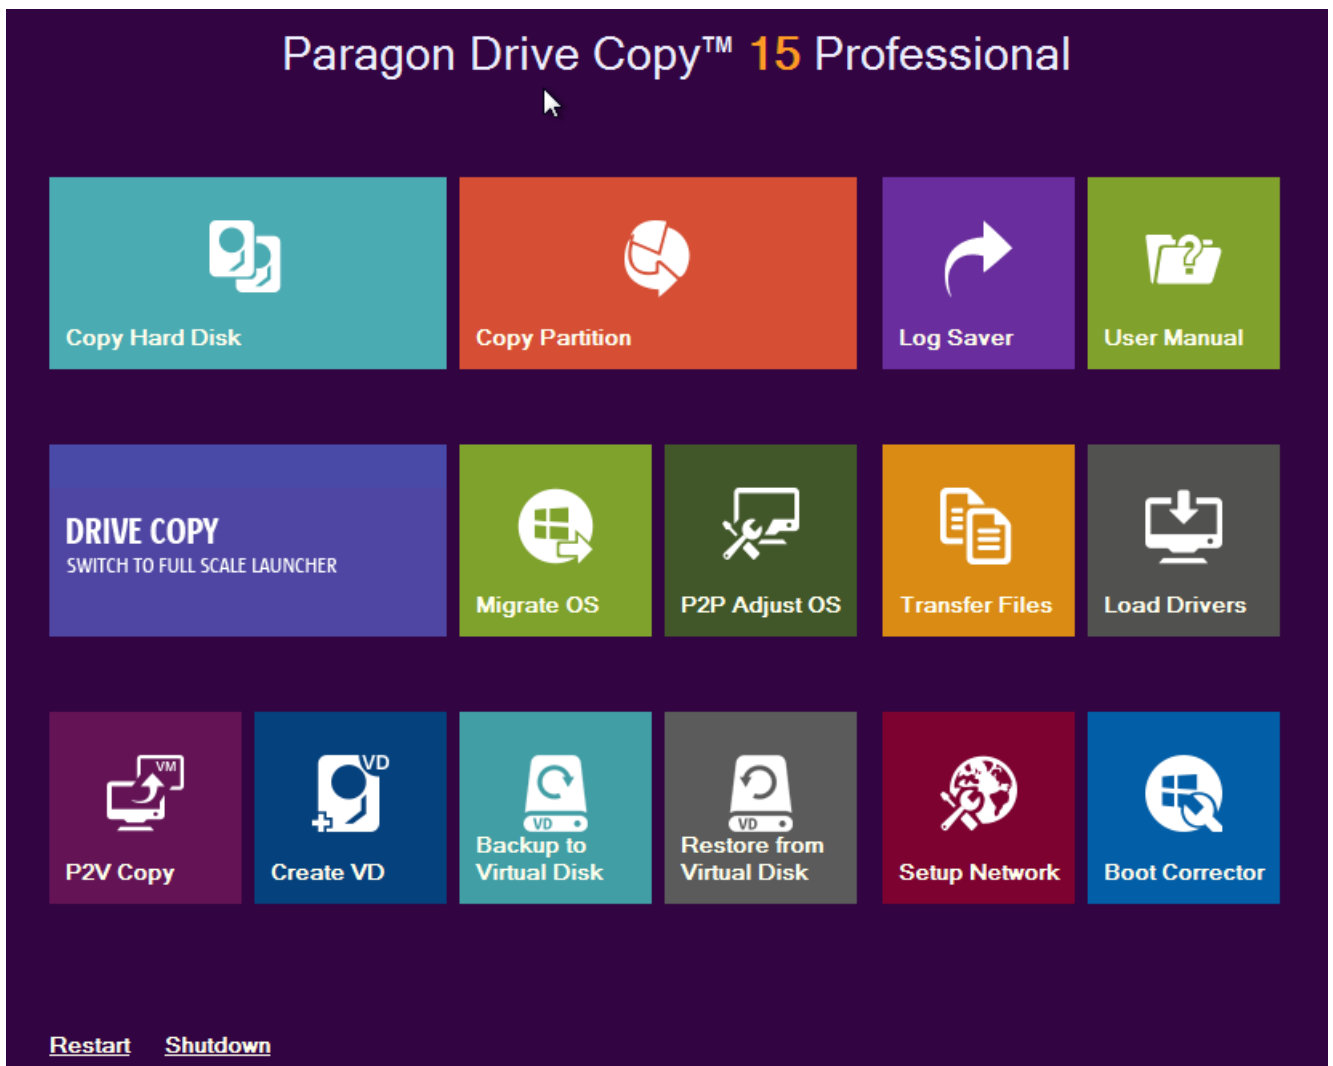 Paragon Drive Copy™ 15 Professional
Copy Hard Disk
Copy Partition
Log Saver
User Manual
DRIVE COPY
SWITCH TO FULL SCALE LAUNCHER
Migrate OS
P2P Adjust OS
Transfer Files
Load Drivers
VM
P2V Copy
VD
Create VD
VD
Backup to
Virtual Disk
VD
Restore from
Virtual Disk
Setup Network
Boot Corrector
Restart
Shutdown